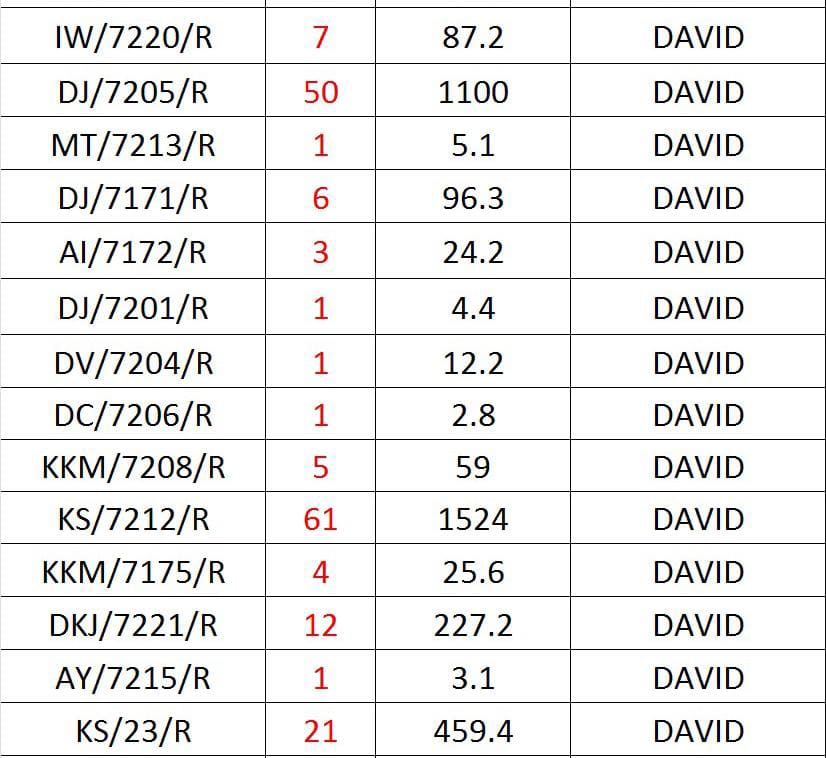 IW/7220/R 7 87.2 DAVID
DJ/7205/R 50 1100 DAVID
MT/7213/R 1 5.1 DAVID
DJ/7171/R 6 96.3 DAVID
AI/7172/R 3 24.2 DAVID
DJ/7201/R 1 4.4 DAVID
DV/7204/R 1 12.2 DAVID
DC/7206/R 1 2.8 DAVID
KKM/7208/R 5 59 DAVID
KS/7212/R 61 1524 DAVID
KKM/7175/R 4 25.6 DAVID
DKJ/7221/R 12 227.2 DAVID
AY/7215/R 1 3.1 DAVID
KS/23/R 21 459.4 DAVID